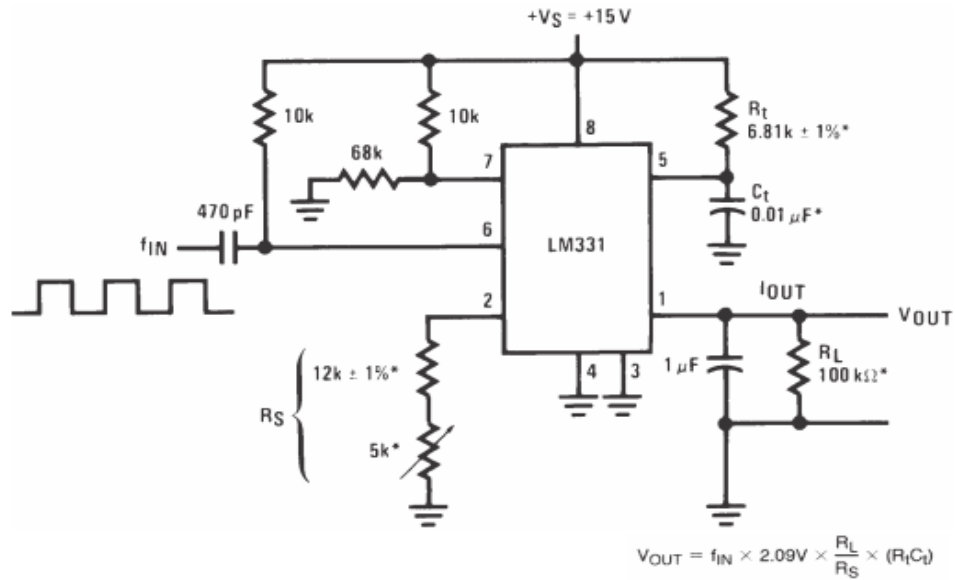 +VS = +15 V
10k
10k
Rt
6.81k ± 1%*
8
68k
7
5
Ct
0.01 μF*
470 pF
fIN
6
LM331
2
1
IOUT
VOUT
12k ± 1%*
RS
5k*
4
3
1 μF
RL
100 kΩ*
VOUT = fIN × 2.09V × RL/RS × (RtCt)